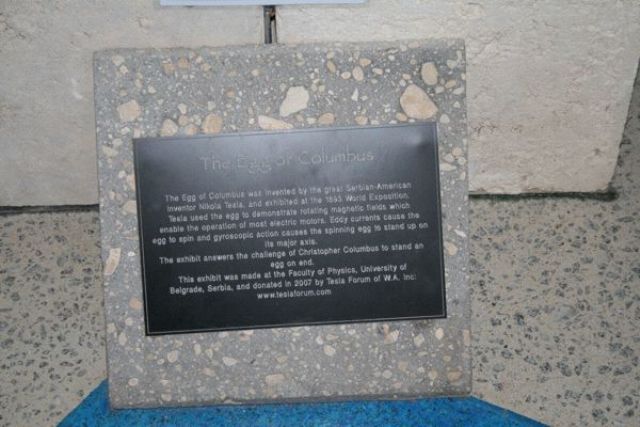 The Egg of Columbus
The Egg of Columbus was invented by the great Serbian-American
inventor Nikola Tesla, and exhibited at the 1893 World Exposition.
Tesla used the egg to demonstrate rotating magnetic fields which
enable the operation of most electric motors. Eddy currents cause the
egg to spin and gyroscopic action causes the spinning egg to stand up on
its major axis.
The exhibit answers the challenge of Christopher Columbus to stand an
egg on end.
This exhibit was made at the Faculty of Physics, University of
Belgrade, Serbia, and donated in 2007 by Tesla Forum of W.A. Inc.
www.teslaforum.com